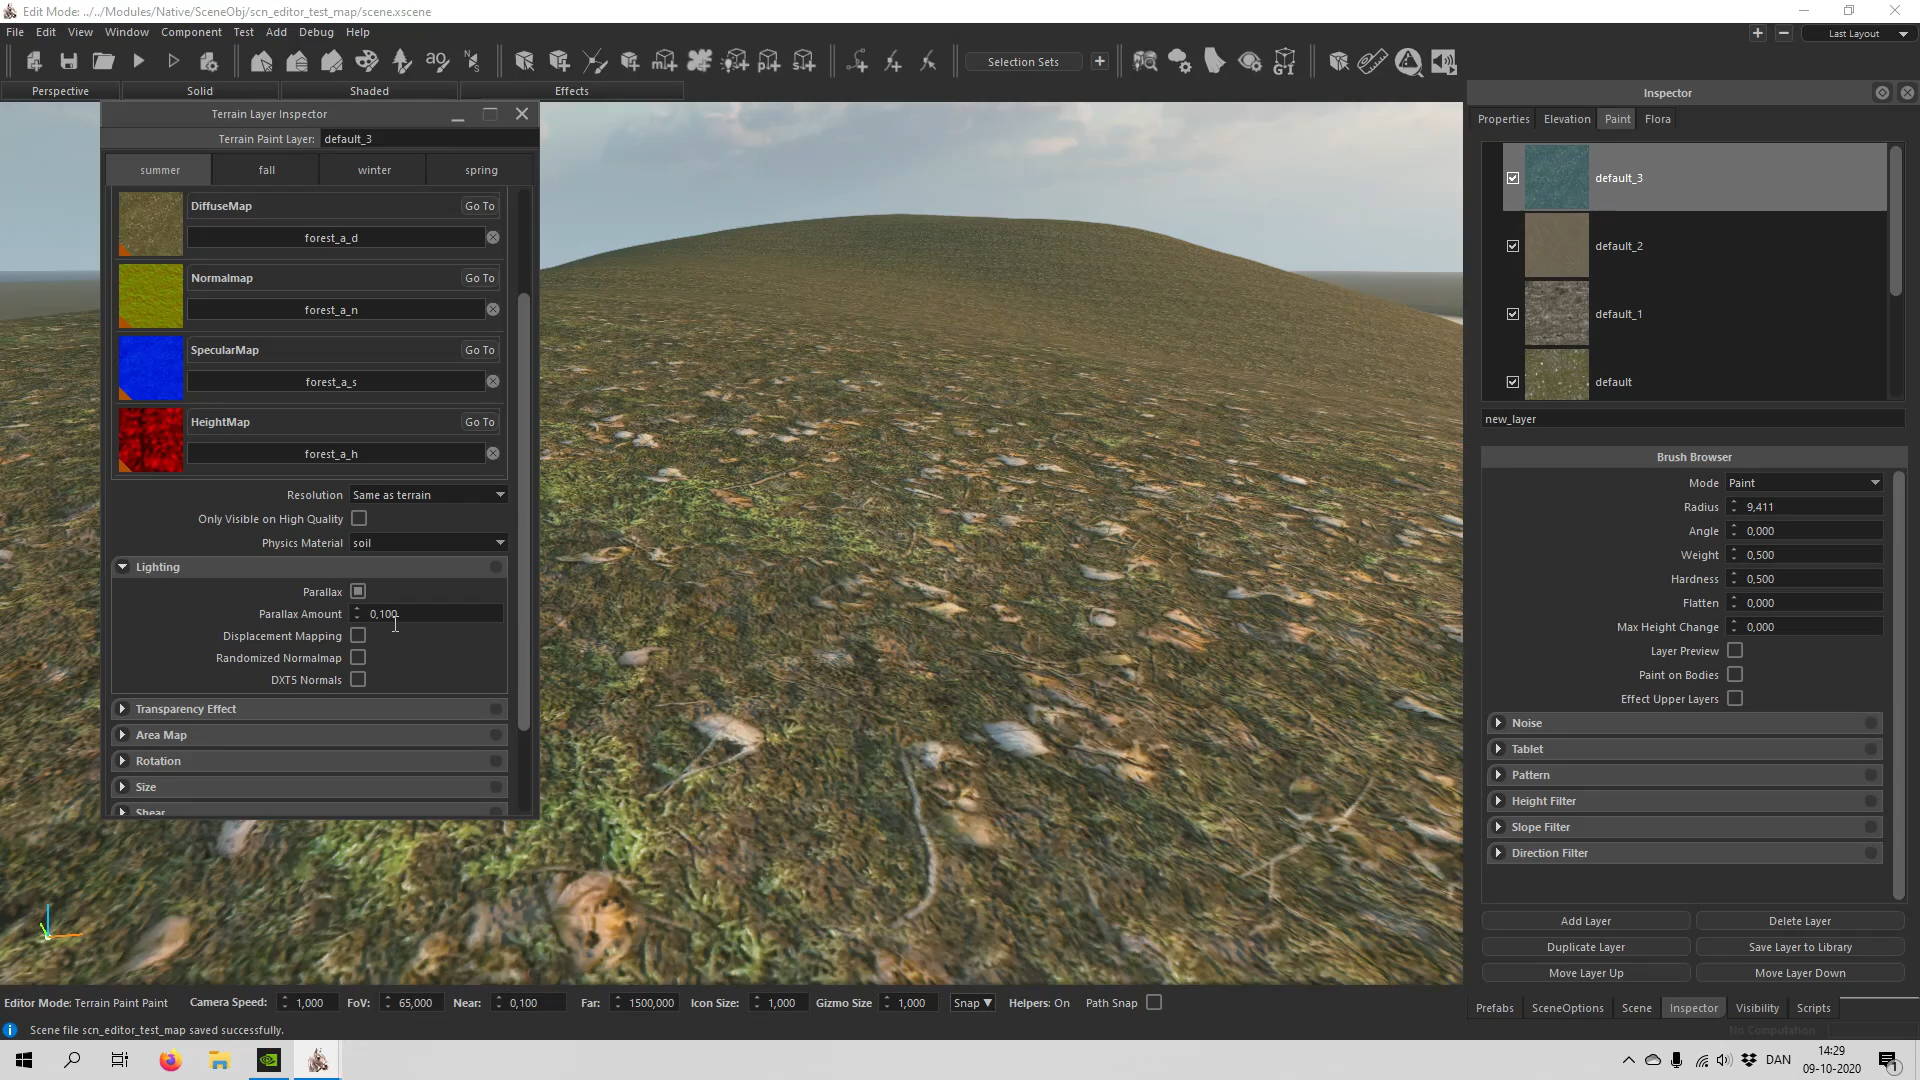 Edit Mode: ../../Modules/Native/SceneObj/scn_editor_test_map/scene.xscene
File Edit View Window Component Test Add Debug Help
Last Layout
Selection Sets
Perspective Solid Shaded Effects
Terrain Layer Inspector
Terrain Paint Layer: default_3
summer fall winter spring
DiffuseMap Go To
forest_a_d
Normalmap Go To
forest_a_n
SpecularMap Go To
forest_a_s
HeightMap Go To
forest_a_h
Resolution Same as terrain
Only Visible on High Quality
Physics Material soil
Lighting
Parallax
Parallax Amount 0,100
Displacement Mapping
Randomized Normalmap
DXT5 Normals
Transparency Effect
Area Map
Rotation
Size
Shear
Inspector
Properties Elevation Paint Flora
default_3
default_2
default_1
default
new_layer
Brush Browser
Mode Paint
Radius 9,411
Angle 0,000
Weight 0,500
Hardness 0,500
Flatten 0,000
Max Height Change 0,000
Layer Preview
Paint on Bodies
Effect Upper Layers
Noise
Tablet
Pattern
Height Filter
Slope Filter
Direction Filter
Add Layer Delete Layer
Duplicate Layer Save Layer to Library
Move Layer Up Move Layer Down
Editor Mode: Terrain Paint Paint Camera Speed: 1,000 FoV: 65,000 Near: 0,100 Far: 1500,000 Icon Size: 1,000 Gizmo Size 1,000 Snap ▼ Helpers: On Path Snap
Prefabs SceneOptions Scene Inspector Visibility Scripts
Scene file scn_editor_test_map saved successfully.
No Computation
DAN
14:29
09-10-2020
1